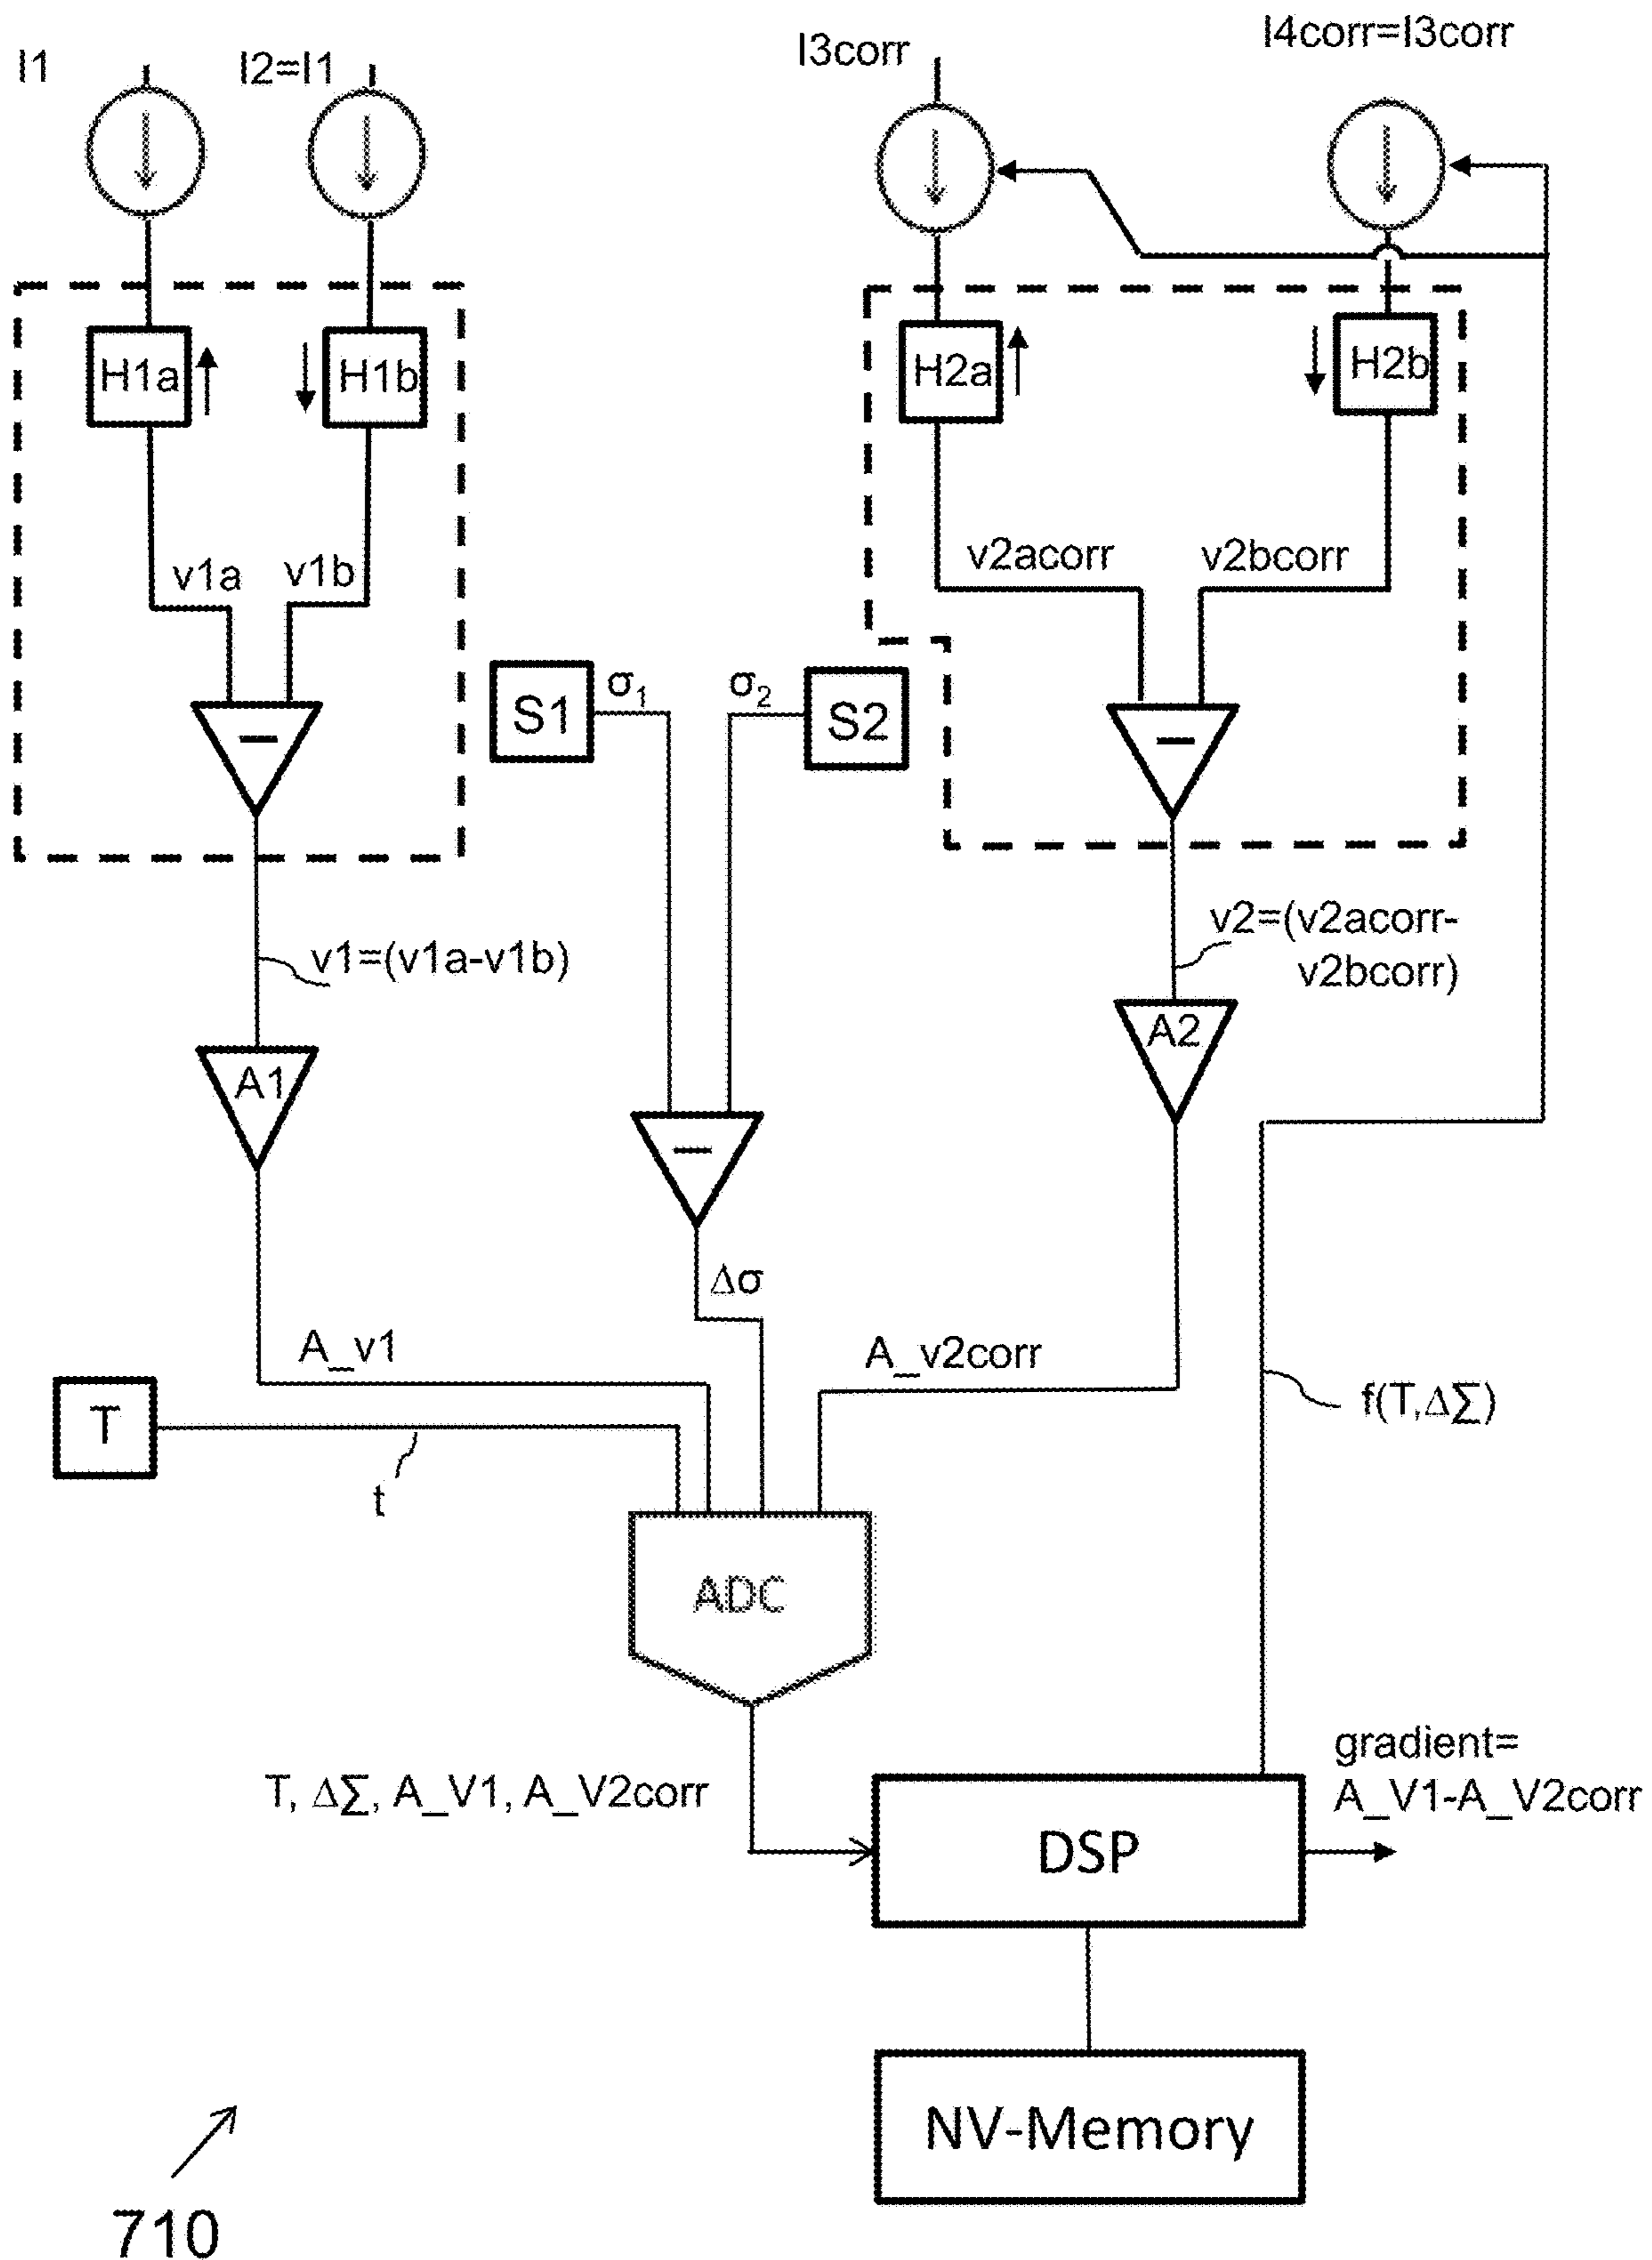 I1
I2=I1
I3corr
I4corr=I3corr
H1a
H1b
H2a
H2b
v1a
v1b
v2acorr
v2bcorr
–
S1
σ1
σ2
S2
–
v1=(v1a-v1b)
v2=(v2acorr-
v2bcorr)
A1
A2
–
Δσ
A_v1
A_v2corr
T
t
f(T,Δ∑)
ADC
T, Δ∑, A_V1, A_V2corr
gradient=
A_V1-A_V2corr
DSP
NV-Memory
710